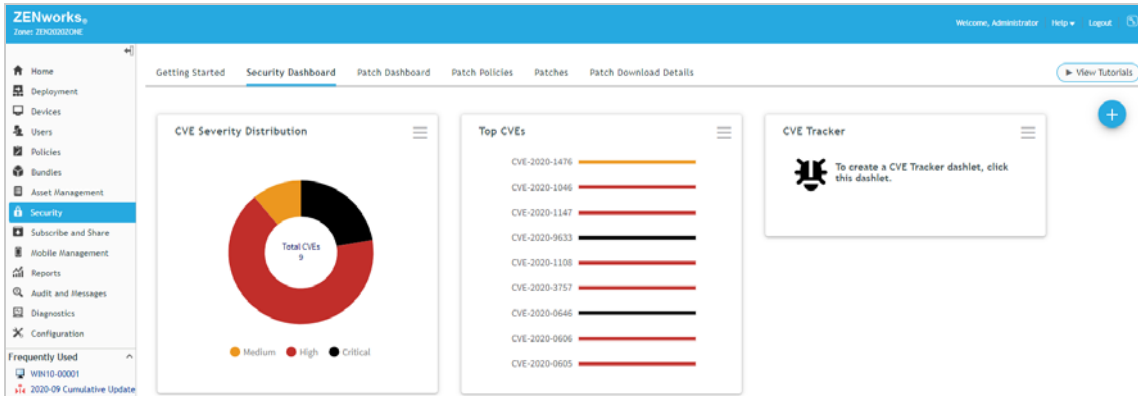 ZENworks®
Zone: ZEN2020ZONE
Welcome, Administrator Help Logout
Home
Deployment
Devices
Users
Policies
Bundles
Asset Management
Security
Subscribe and Share
Mobile Management
Reports
Audit and Messages
Diagnostics
Configuration
Frequently Used
WIN10-00001
2020-09 Cumulative Update
Getting Started Security Dashboard Patch Dashboard Patch Policies Patches Patch Download Details
View Tutorials
CVE Severity Distribution
Total CVEs
9
Medium High Critical
Top CVEs
CVE-2020-1476
CVE-2020-1046
CVE-2020-1147
CVE-2020-9633
CVE-2020-1108
CVE-2020-3757
CVE-2020-0646
CVE-2020-0606
CVE-2020-0605
CVE Tracker
To create a CVE Tracker dashlet, click
this dashlet.